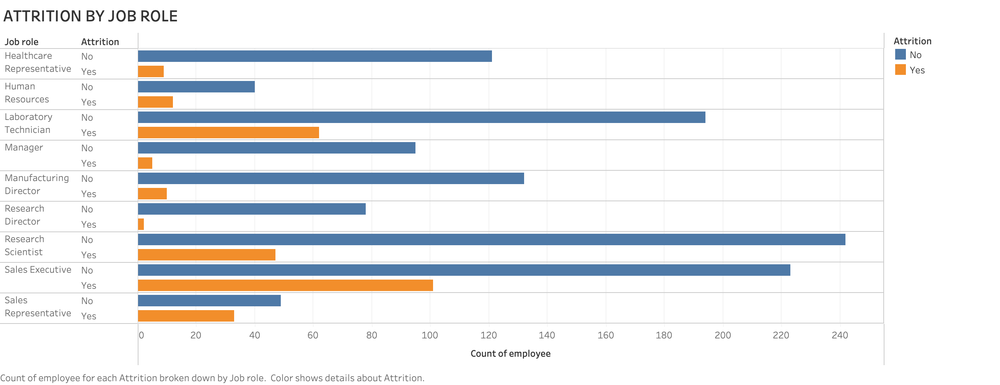 ATTRITION BY JOB ROLE
Job role Attrition
Attrition
No
Yes
Healthcare Representative
No
Yes
Human Resources
No
Yes
Laboratory Technician
No
Yes
Manager
No
Yes
Manufacturing Director
No
Yes
Research Director
No
Yes
Research Scientist
No
Yes
Sales Executive
No
Yes
Sales Representative
No
Yes
0 20 40 60 80 100 120 140 160 180 200 220 240
Count of employee
Count of employee for each Attrition broken down by Job role.  Color shows details about Attrition.